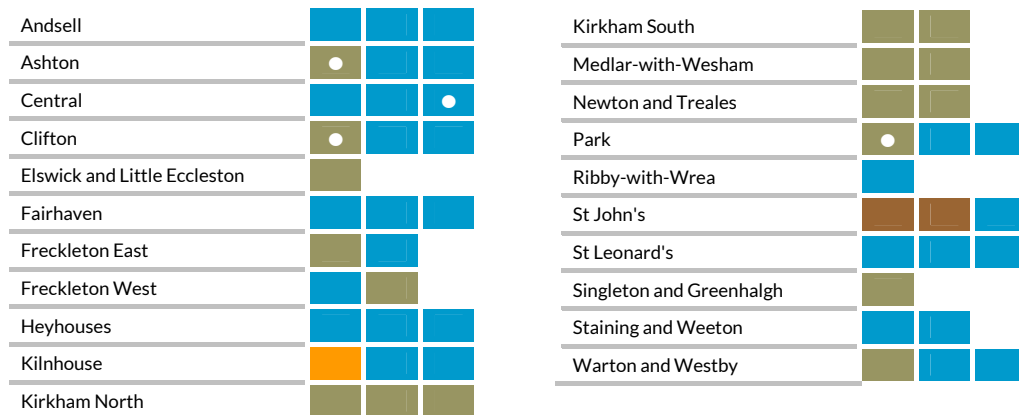 Andsell
Ashton
Central
Clifton
Elswick and Little Eccleston
Fairhaven
Freckleton East
Freckleton West
Heyhouses
Kilnhouse
Kirkham North
Kirkham South
Medlar-with-Wesham
Newton and Treales
Park
Ribby-with-Wrea
St John's
St Leonard's
Singleton and Greenhalgh
Staining and Weeton
Warton and Westby